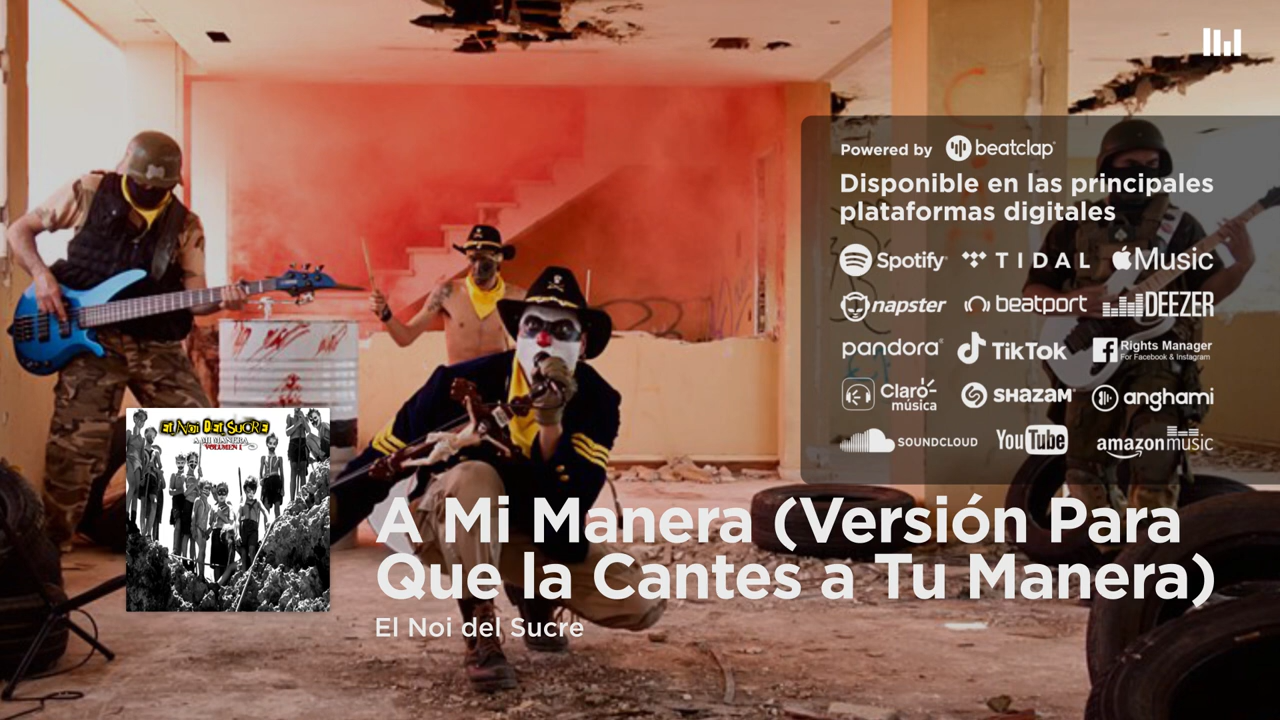 Powered by beatclap
Disponible en las principales
plataformas digitales
Spotify TIDAL Music
napster beatport DEEZER
pandora TikTok Rights Manager
For Facebook & Instagram
Claro música SHAZAM anghami
SOUNDCLOUD YouTube amazon music
EL NOI DEL SUCRE
A MI MANERA
VOLUMEN I
A Mi Manera (Versión Para
Que la Cantes a Tu Manera)
El Noi del Sucre